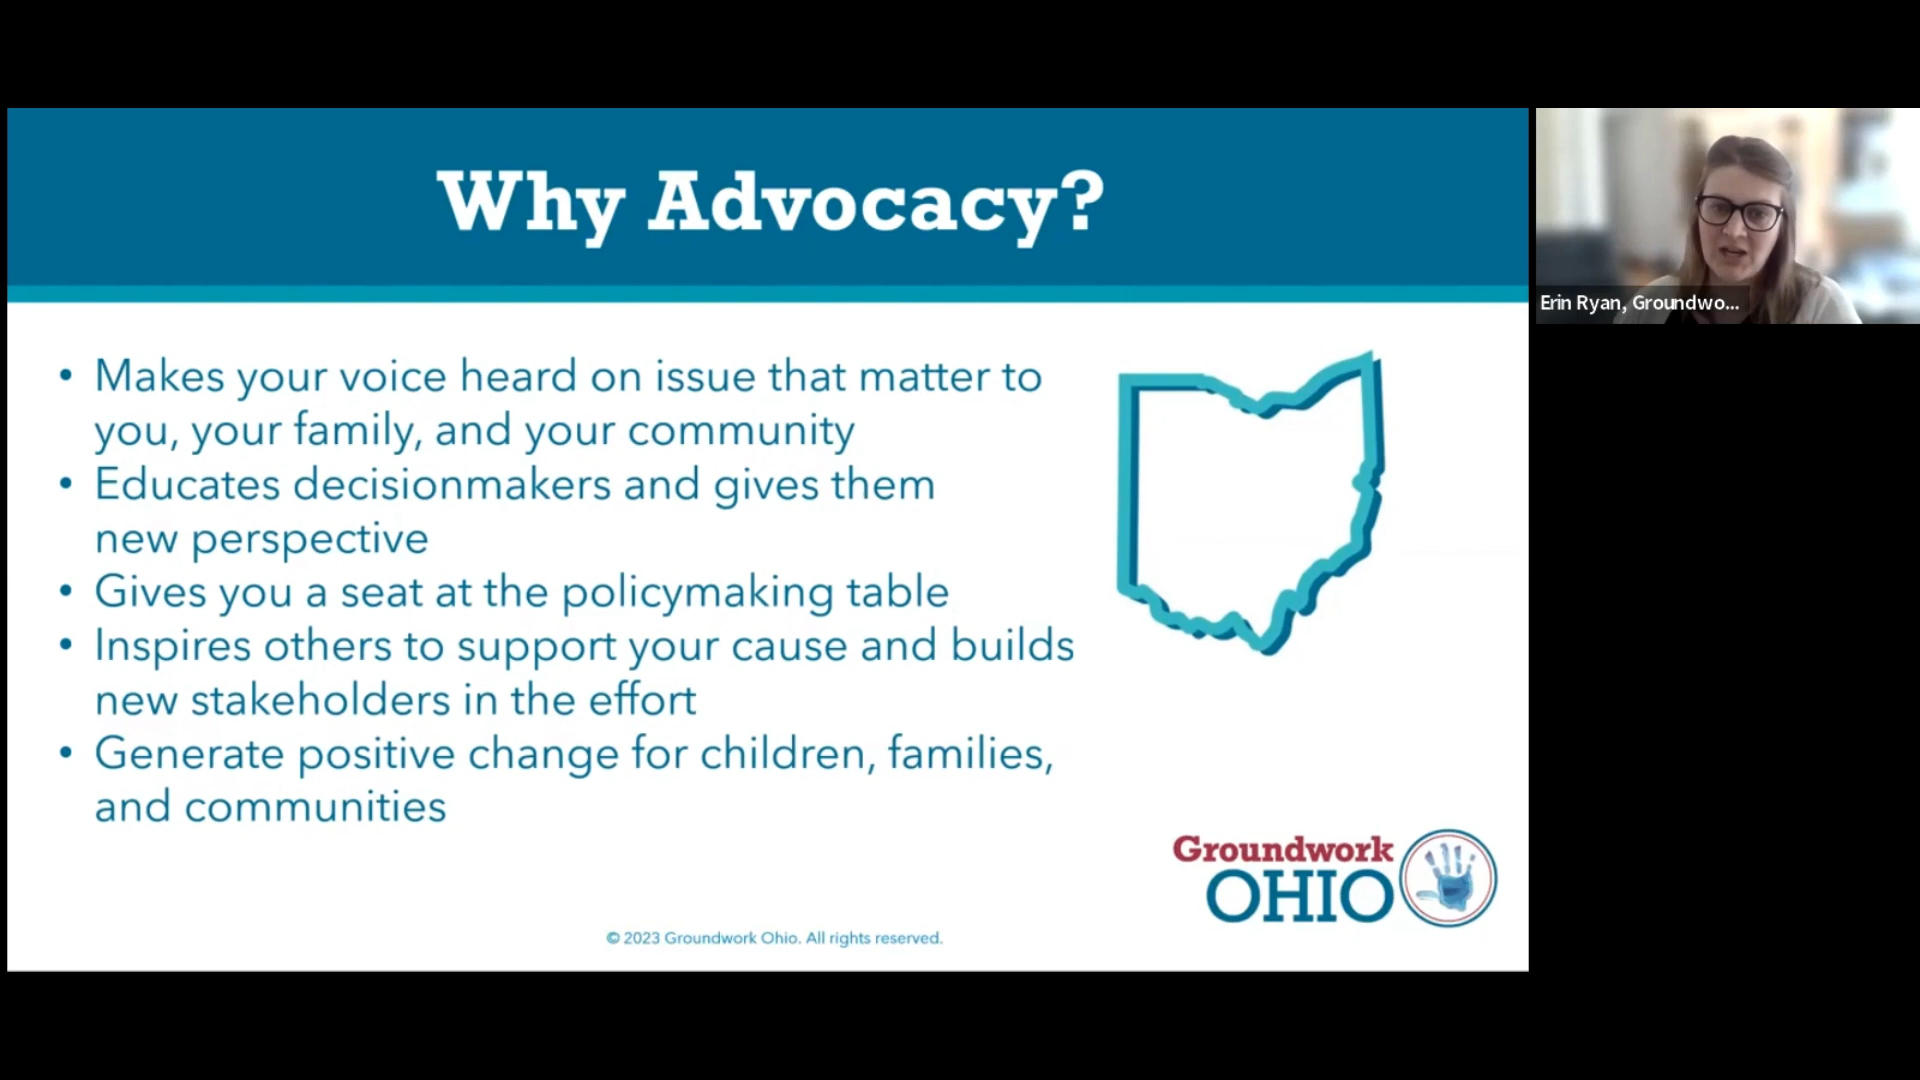 Why Advocacy?
• Makes your voice heard on issue that matter to
you, your family, and your community
• Educates decisionmakers and gives them
new perspective
• Gives you a seat at the policymaking table
• Inspires others to support your cause and builds
new stakeholders in the effort
• Generate positive change for children, families,
and communities
Groundwork
OHIO
© 2023 Groundwork Ohio. All rights reserved.
Erin Ryan, Groundwo...